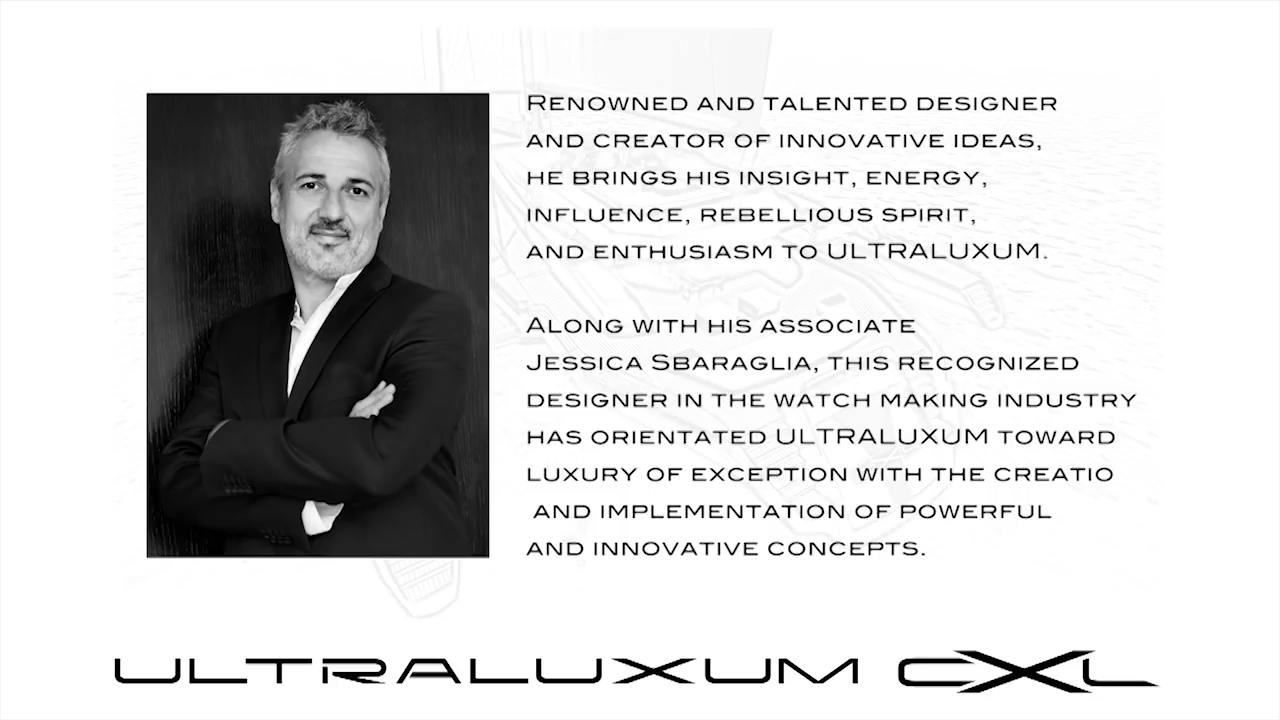 RENOWNED AND TALENTED DESIGNER
AND CREATOR OF INNOVATIVE IDEAS,
HE BRINGS HIS INSIGHT, ENERGY,
INFLUENCE, REBELLIOUS SPIRIT,
AND ENTHUSIASM TO ULTRALUXUM.
ALONG WITH HIS ASSOCIATE
JESSICA SBARAGLIA, THIS RECOGNIZED
DESIGNER IN THE WATCH MAKING INDUSTRY
HAS ORIENTATED ULTRALUXUM TOWARD
LUXURY OF EXCEPTION WITH THE CREATIO
AND IMPLEMENTATION OF POWERFUL
AND INNOVATIVE CONCEPTS.
ULTRALUXUM CXL